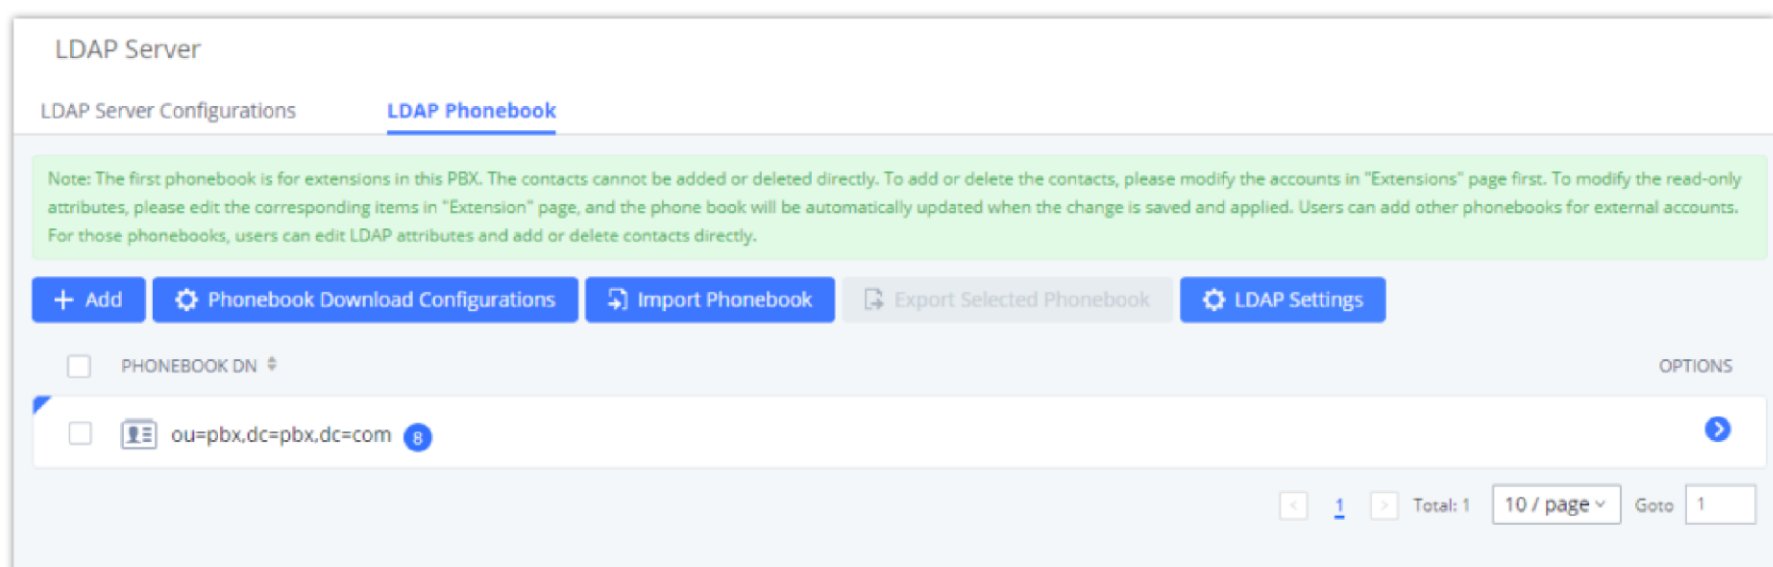 LDAP Server
LDAP Server Configurations LDAP Phonebook
Note: The first phonebook is for extensions in this PBX. The contacts cannot be added or deleted directly. To add or delete the contacts, please modify the accounts in "Extensions" page first. To modify the read-only
attributes, please edit the corresponding items in "Extension" page, and the phone book will be automatically updated when the change is saved and applied. Users can add other phonebooks for external accounts.
For those phonebooks, users can edit LDAP attributes and add or delete contacts directly.
+ Add Phonebook Download Configurations Import Phonebook Export Selected Phonebook LDAP Settings
PHONEBOOK DN OPTIONS
ou=pbx,dc=pbx,dc=com 8
< 1 > Total: 1 10 / page Goto 1